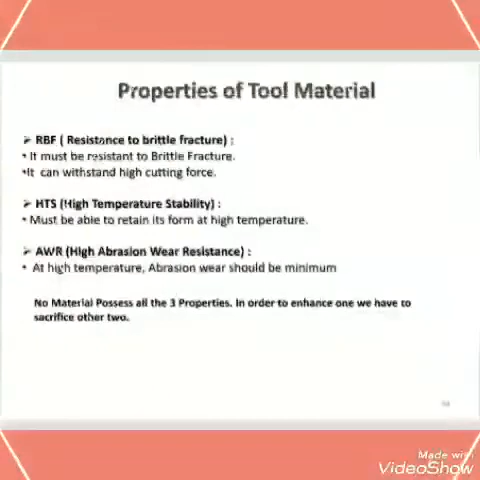 Properties of Tool Material
➢ RBF ( Resistance to brittle fracture) :
• It must be resistant to Brittle Fracture.
•It can withstand high cutting force.
➢ HTS (High Temperature Stability) :
• Must be able to retain its form at high temperature.
➢ AWR (High Abrasion Wear Resistance) :
• At high temperature, Abrasion wear should be minimum
No Material Possess all the 3 Properties. In order to enhance one we have to
sacrifice other two.
Made with
VideoShow